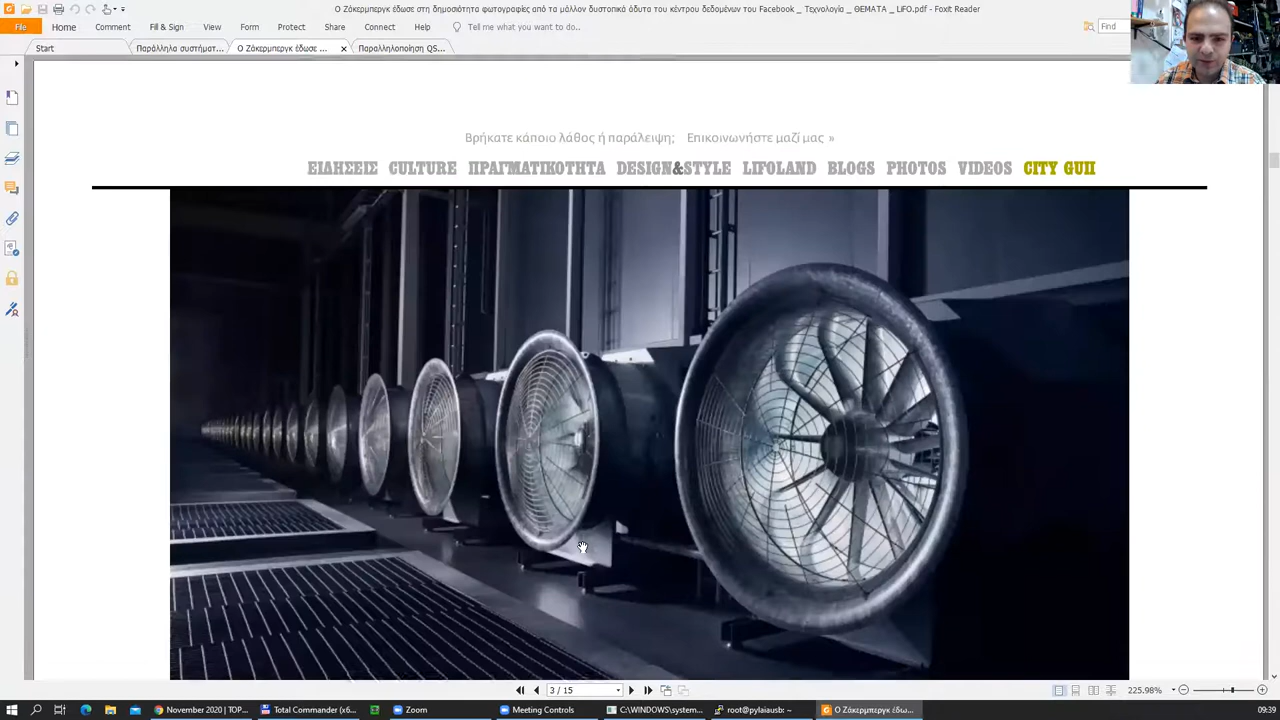 Ο Ζάκερμπεργκ έδωσε στη δημοσιότητα φωτογραφίες από τα μάλλον δυστοπικά άδυτα του κέντρου δεδομένων του Facebook _ Τεχνολογία _ ΘΕΜΑΤΑ _ LiFO.pdf - Foxit Reader
File Home Comment Fill & Sign View Form Protect Share Connect Help Tell me what you want to do.. Find
Start Παράλληλα συστήματ... Ο Ζάκερμπεργκ έδωσε ... Παραλληλοποίηση QS...
Βρήκατε κάποιο λάθος ή παράλειψη; Επικοινωνήστε μαζί μας »
ΕΙΔΗΣΕΙΣ CULTURE ΠΡΑΓΜΑΤΙΚΟΤΗΤΑ DESIGN&STYLE LIFOLAND BLOGS PHOTOS VIDEOS CITY GUII
3 / 15 225.98%
November 2020 | TOP... Total Commander (x6... Zoom Meeting Controls C:\WINDOWS\system... root@pylaiausb: ~ Ο Ζάκερμπεργκ έδω... 09:39